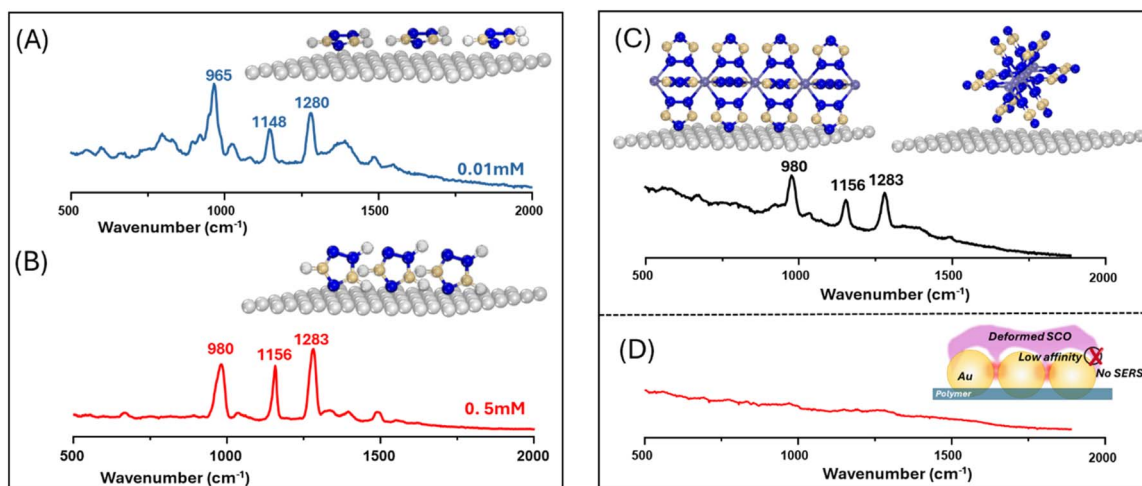 (A)
965
1148
1280
0.01mM
500
1000
1500
2000
Wavenumber (cm⁻¹)
(B)
980
1156
1283
0. 5mM
500
1000
1500
2000
Wavenumber (cm⁻¹)
(C)
980
1156
1283
500
1000
1500
2000
Wavenumber (cm⁻¹)
(D)
Deformed SCO
Low affinity
Au
No SERS
Polymer
500
1000
1500
2000
Wavenumber (cm⁻¹)